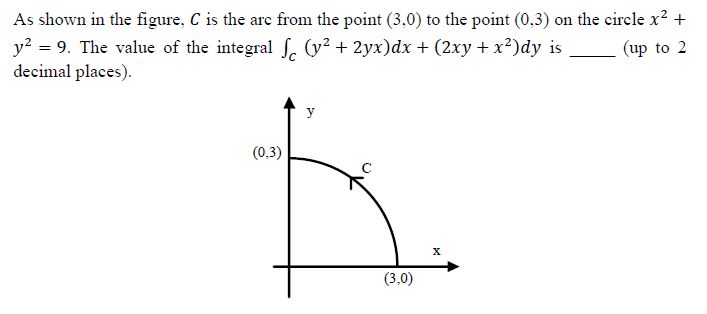 As shown in the figure, C is the arc from the point (3,0) to the point (0,3) on the circle x² +
y² = 9. The value of the integral ∫_C (y² + 2yx)dx + (2xy + x²)dy is _____ (up to 2
decimal places).
y
(0,3)
C
x
(3,0)